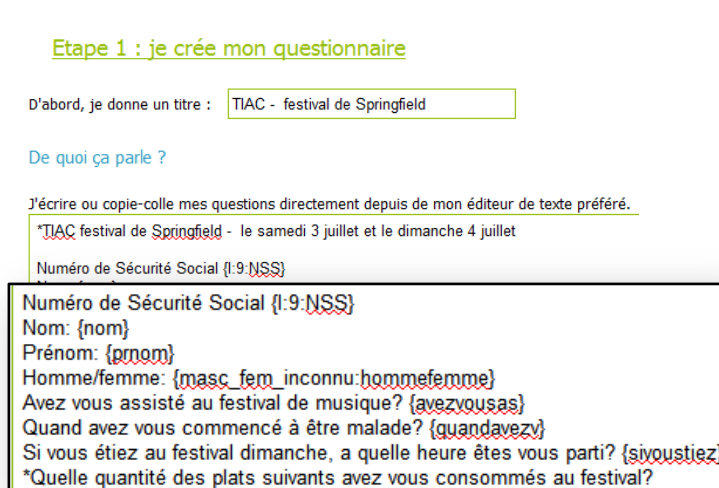 Etape 1 : je crée mon questionnaire
D'abord, je donne un titre : TIAC - festival de Springfield
De quoi ça parle ?
J'écrire ou copie-colle mes questions directement depuis de mon éditeur de texte préféré.
*TIAC festival de Springfield - le samedi 3 juillet et le dimanche 4 juillet
Numéro de Sécurité Social {I:9:NSS}
Numéro de Sécurité Social {I:9:NSS}
Nom: {nom}
Prénom: {prnom}
Homme/femme: {masc_fem_inconnu:hommefemme}
Avez vous assisté au festival de musique? {avezvousas}
Quand avez vous commencé à être malade? {quandavezv}
Si vous étiez au festival dimanche, a quelle heure êtes vous parti? {sivoustiez}
*Quelle quantité des plats suivants avez vous consommés au festival?